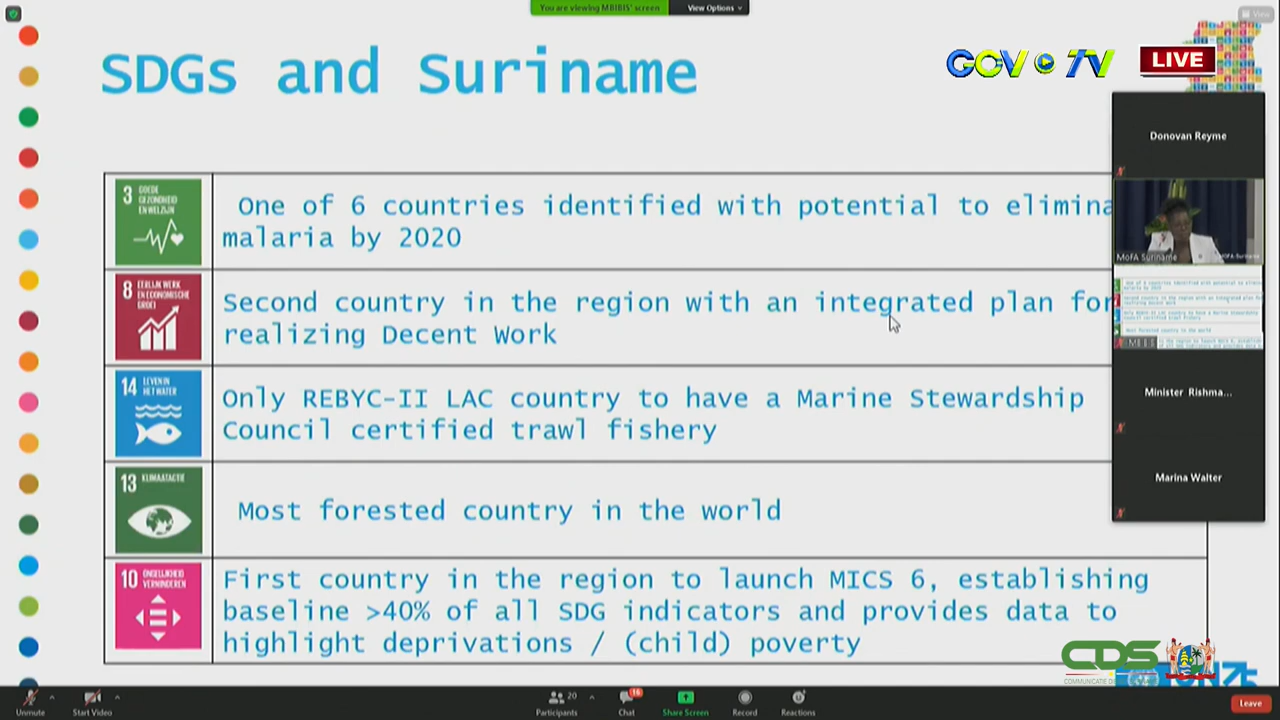 You are viewing MBIBIS' screen
View Options
View
SDGs and Suriname
GOV TV
LIVE
Donovan Reyme
3 GOEDE
GEZONDHEID
EN WELZIJN
One of 6 countries identified with potential to elimina
malaria by 2020
MoFA Suriname
8 EERLIJK WERK
EN ECONOMISCHE
GROEI
Second country in the region with an integrated plan for
realizing Decent Work
14 LEVEN IN
HET WATER
Only REBYC-II LAC country to have a Marine Stewardship
Council certified trawl fishery
Minister Rishma...
13 KLIMAATACTIE
Most forested country in the world
Marina Walter
10 ONGELIJKHEID
VERMINDEREN
First country in the region to launch MICS 6, establishing
baseline >40% of all SDG indicators and provides data to
highlight deprivations / (child) poverty
CDS
Unmute
Start Video
20
Participants
16
Chat
Share Screen
Record
Reactions
Leave